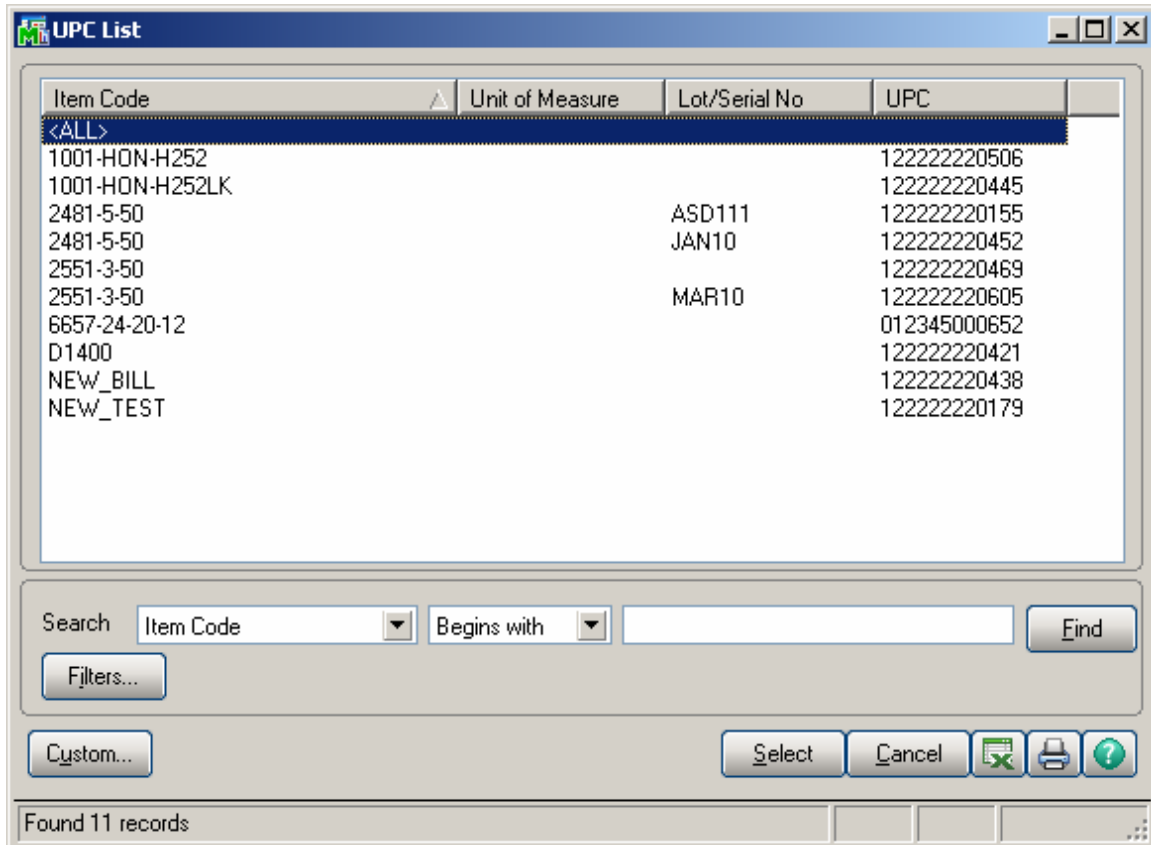 UPC List
Item Code Unit of Measure Lot/Serial No UPC
<ALL>
1001-HON-H252 122222220506
1001-HON-H252LK 122222220445
2481-5-50 ASD111 122222220155
2481-5-50 JAN10 122222220452
2551-3-50 122222220469
2551-3-50 MAR10 122222220605
6657-24-20-12 012345000652
D1400 122222220421
NEW_BILL 122222220438
NEW_TEST 122222220179
Search Item Code Begins with Find
Filters...
Custom... Select Cancel
Found 11 records